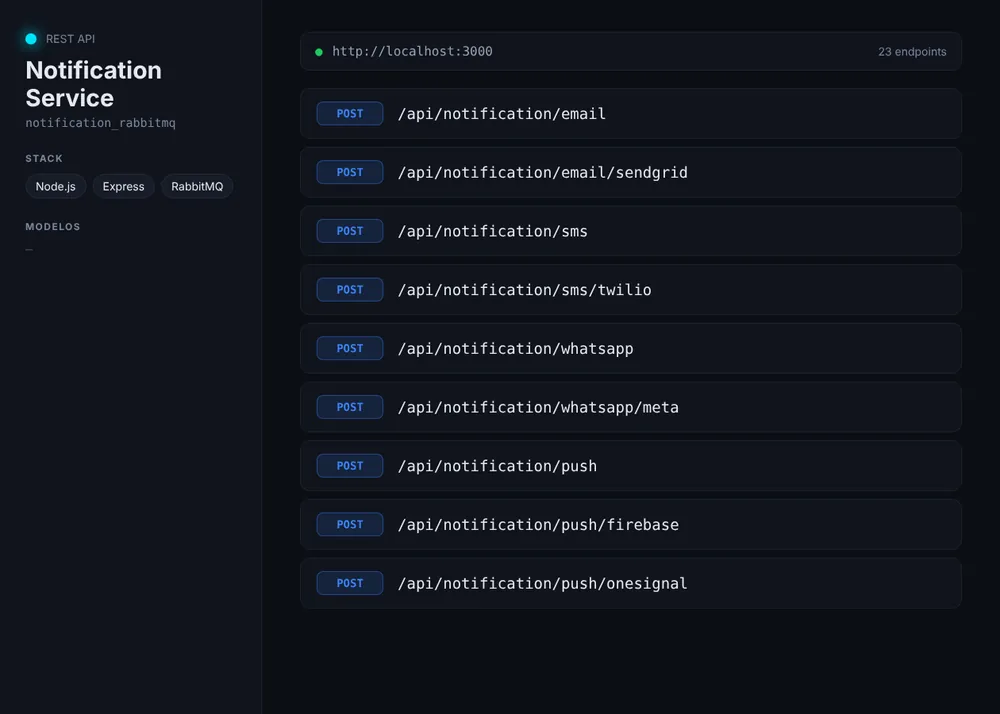 REST API
Notification
Service
notification_rabbitmq
STACK
Node.js Express RabbitMQ
MODELOS
—
http://localhost:3000 23 endpoints
POST /api/notification/email
POST /api/notification/email/sendgrid
POST /api/notification/sms
POST /api/notification/sms/twilio
POST /api/notification/whatsapp
POST /api/notification/whatsapp/meta
POST /api/notification/push
POST /api/notification/push/firebase
POST /api/notification/push/onesignal